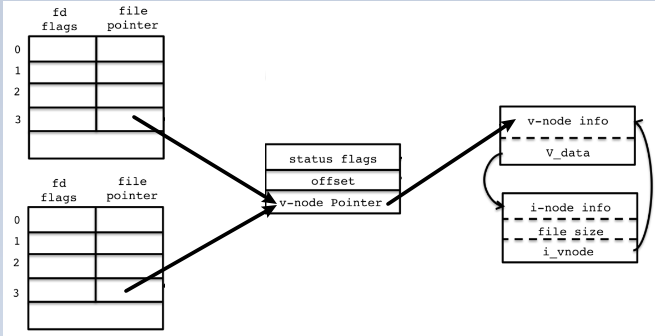 fd file
flags pointer
0
1
2
3
fd file
flags pointer
0
1
2
3
status flags
offset
v-node Pointer
v-node info
V_data
i-node info
file size
i_vnode